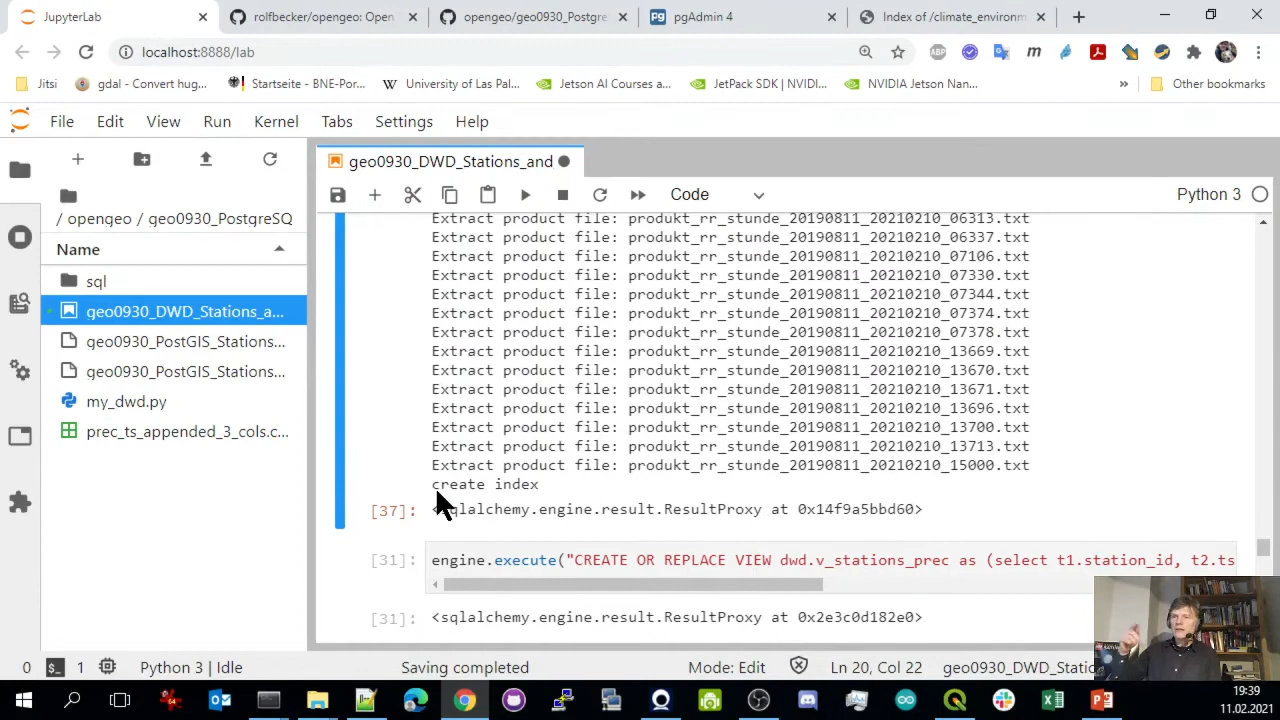 JupyterLab
rolfbecker/opengeo: Open
opengeo/geo0930_Postgre
pgAdmin 4
Index of /climate_environm
localhost:8888/lab
ABP
Jitsi
gdal - Convert hug...
Startseite - BNE-Por...
University of Las Pal...
Jetson AI Courses a...
JetPack SDK | NVIDI...
NVIDIA Jetson Nan...
Other bookmarks
File Edit View Run Kernel Tabs Settings Help
geo0930_DWD_Stations_and
Code
Python 3
/ opengeo / geo0930_PostgreSQ
Name
sql
geo0930_DWD_Stations_a...
geo0930_PostGIS_Stations...
geo0930_PostGIS_Stations...
my_dwd.py
prec_ts_appended_3_cols.c...
Extract product file: produkt_rr_stunde_20190811_20210210_06313.txt
Extract product file: produkt_rr_stunde_20190811_20210210_06337.txt
Extract product file: produkt_rr_stunde_20190811_20210210_07106.txt
Extract product file: produkt_rr_stunde_20190811_20210210_07330.txt
Extract product file: produkt_rr_stunde_20190811_20210210_07344.txt
Extract product file: produkt_rr_stunde_20190811_20210210_07374.txt
Extract product file: produkt_rr_stunde_20190811_20210210_07378.txt
Extract product file: produkt_rr_stunde_20190811_20210210_13669.txt
Extract product file: produkt_rr_stunde_20190811_20210210_13670.txt
Extract product file: produkt_rr_stunde_20190811_20210210_13671.txt
Extract product file: produkt_rr_stunde_20190811_20210210_13696.txt
Extract product file: produkt_rr_stunde_20190811_20210210_13700.txt
Extract product file: produkt_rr_stunde_20190811_20210210_13713.txt
Extract product file: produkt_rr_stunde_20190811_20210210_15000.txt
create index
[37]: <sqlalchemy.engine.result.ResultProxy at 0x14f9a5bbd60>
[31]: engine.execute("CREATE OR REPLACE VIEW dwd.v_stations_prec as (select t1.station_id, t2.ts
[31]: <sqlalchemy.engine.result.ResultProxy at 0x2e3c0d182e0>
0
1
Python 3 | Idle
Saving completed
Mode: Edit
Ln 20, Col 22
geo0930_DWD_Static
19:39
11.02.2021